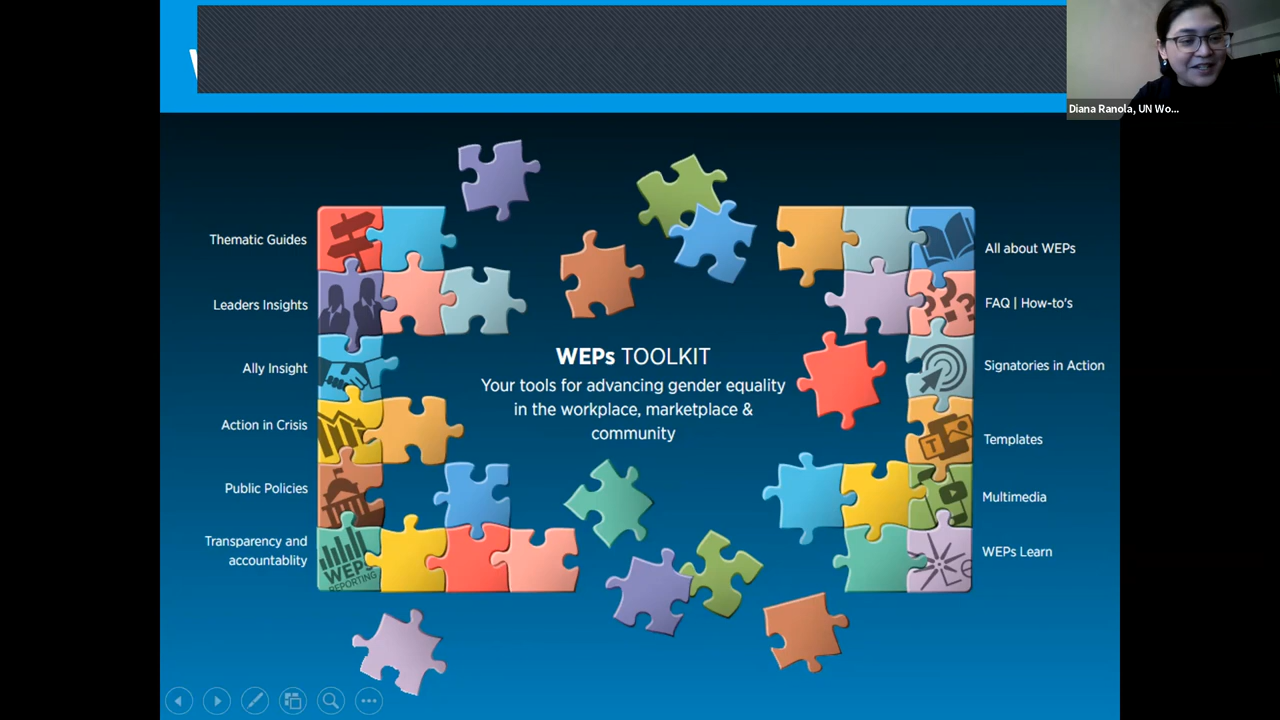 Diana Ranola, UN Wo...
Thematic Guides
Leaders Insights
Ally Insight
Action in Crisis
Public Policies
Transparency and
accountablity
WEPs
REPORTING
WEPs TOOLKIT
Your tools for advancing gender equality
in the workplace, marketplace &
community
All about WEPs
FAQ | How-to's
Signatories in Action
T
Templates
Multimedia
WEPs Learn